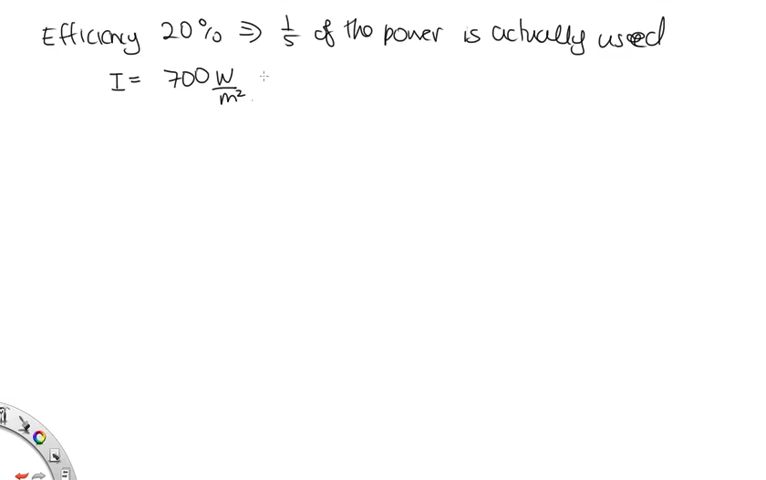 Efficiency 20% ⇒ 1/5 of the power is actually used
I = 700 W/m²